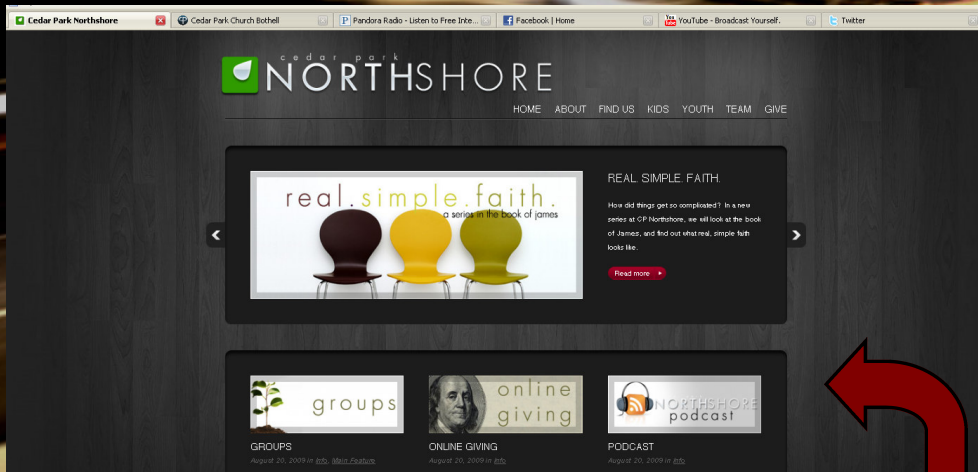 Cedar Park Northshore
Cedar Park Church Bothell
Pandora Radio - Listen to Free Inte...
Facebook | Home
YouTube - Broadcast Yourself.
Twitter
cedar park
NORTHSHORE
HOME ABOUT FIND US KIDS YOUTH TEAM GIVE
real.simple.faith.
a series in the book of james
REAL. SIMPLE. FAITH.
How did things get so complicated? In a new
series at CP Northshore, we will look at the book
of James, and find out what real, simple faith
looks like.
Read more
groups
online
giving
NORTHSHORE
podcast
GROUPS
August 20, 2009 in Info, Main Feature
ONLINE GIVING
August 20, 2009 in Info
PODCAST
August 20, 2009 in Info